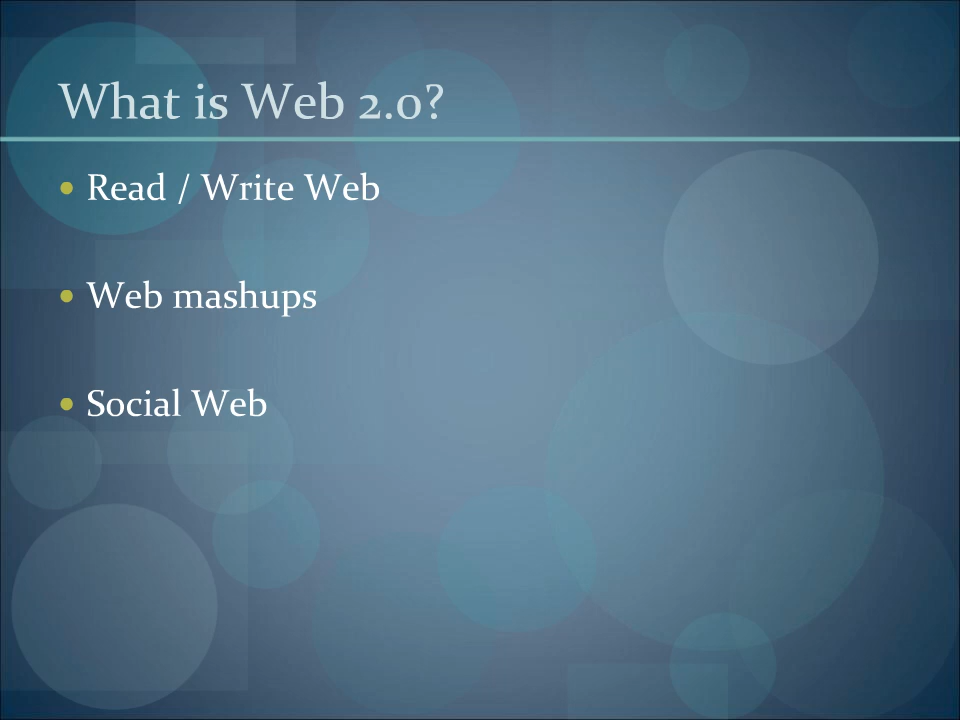 What is Web 2.0?
• Read / Write Web
• Web mashups
• Social Web